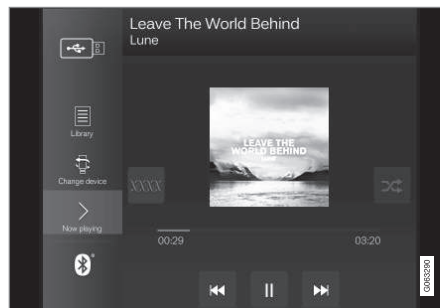 Leave The World Behind
Lune
Library
Change device
Now playing
LEAVE THE
WORLD BEHIND
LUNE
XXXX
00:29
03:20
G063290